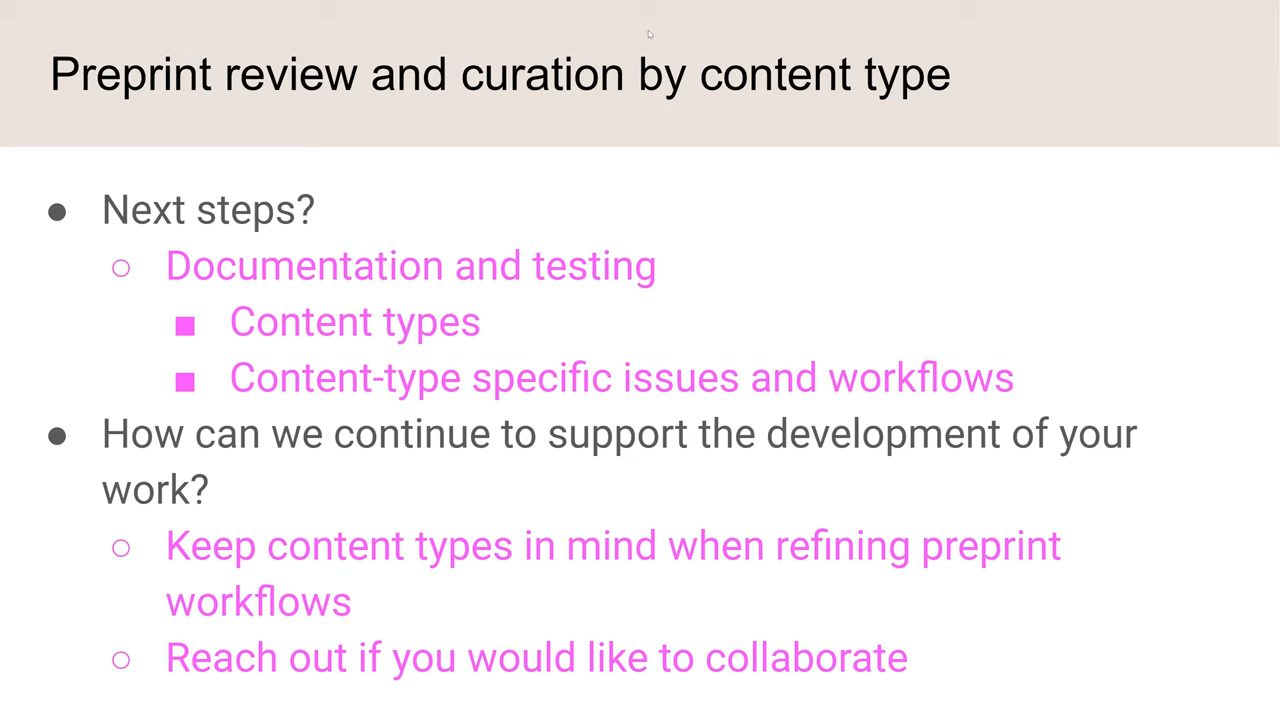 Preprint review and curation by content type
● Next steps?
○ Documentation and testing
■ Content types
■ Content-type specific issues and workflows
● How can we continue to support the development of your
work?
○ Keep content types in mind when refining preprint
workflows
○ Reach out if you would like to collaborate